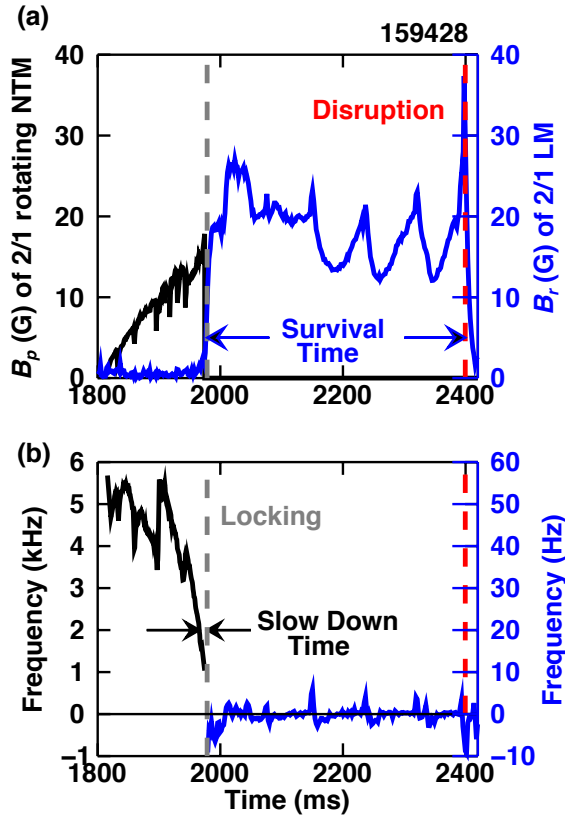 (a)
159428
B_p (G) of 2/1 rotating NTM
40
30
20
10
0
Disruption
Survival
Time
40
30
20
10
0
B_r (G) of 2/1 LM
1800
2000
2200
2400
(b)
Frequency (kHz)
6
5
4
3
2
1
0
−1
Locking
Slow Down
Time
60
50
40
30
20
10
0
−10
Frequency (Hz)
1800
2000
2200
2400
Time (ms)